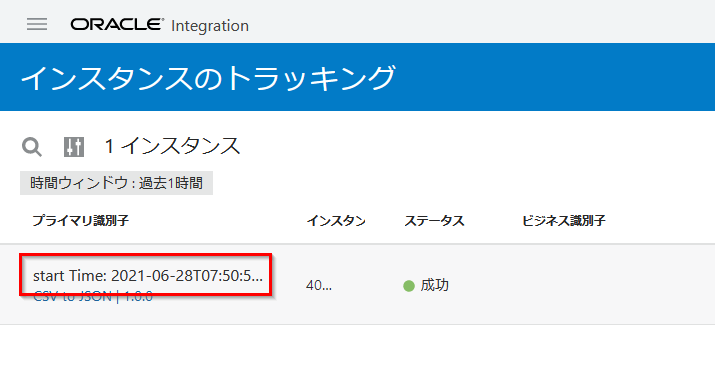 ORACLE® Integration
インスタンスのトラッキング
1 インスタンス
時間ウィンドウ : 過去1時間
プライマリ識別子 インスタン ステータス ビジネス識別子
start Time: 2021-06-28T07:50:5... 40... 成功
CSV to JSON | 1.0.0